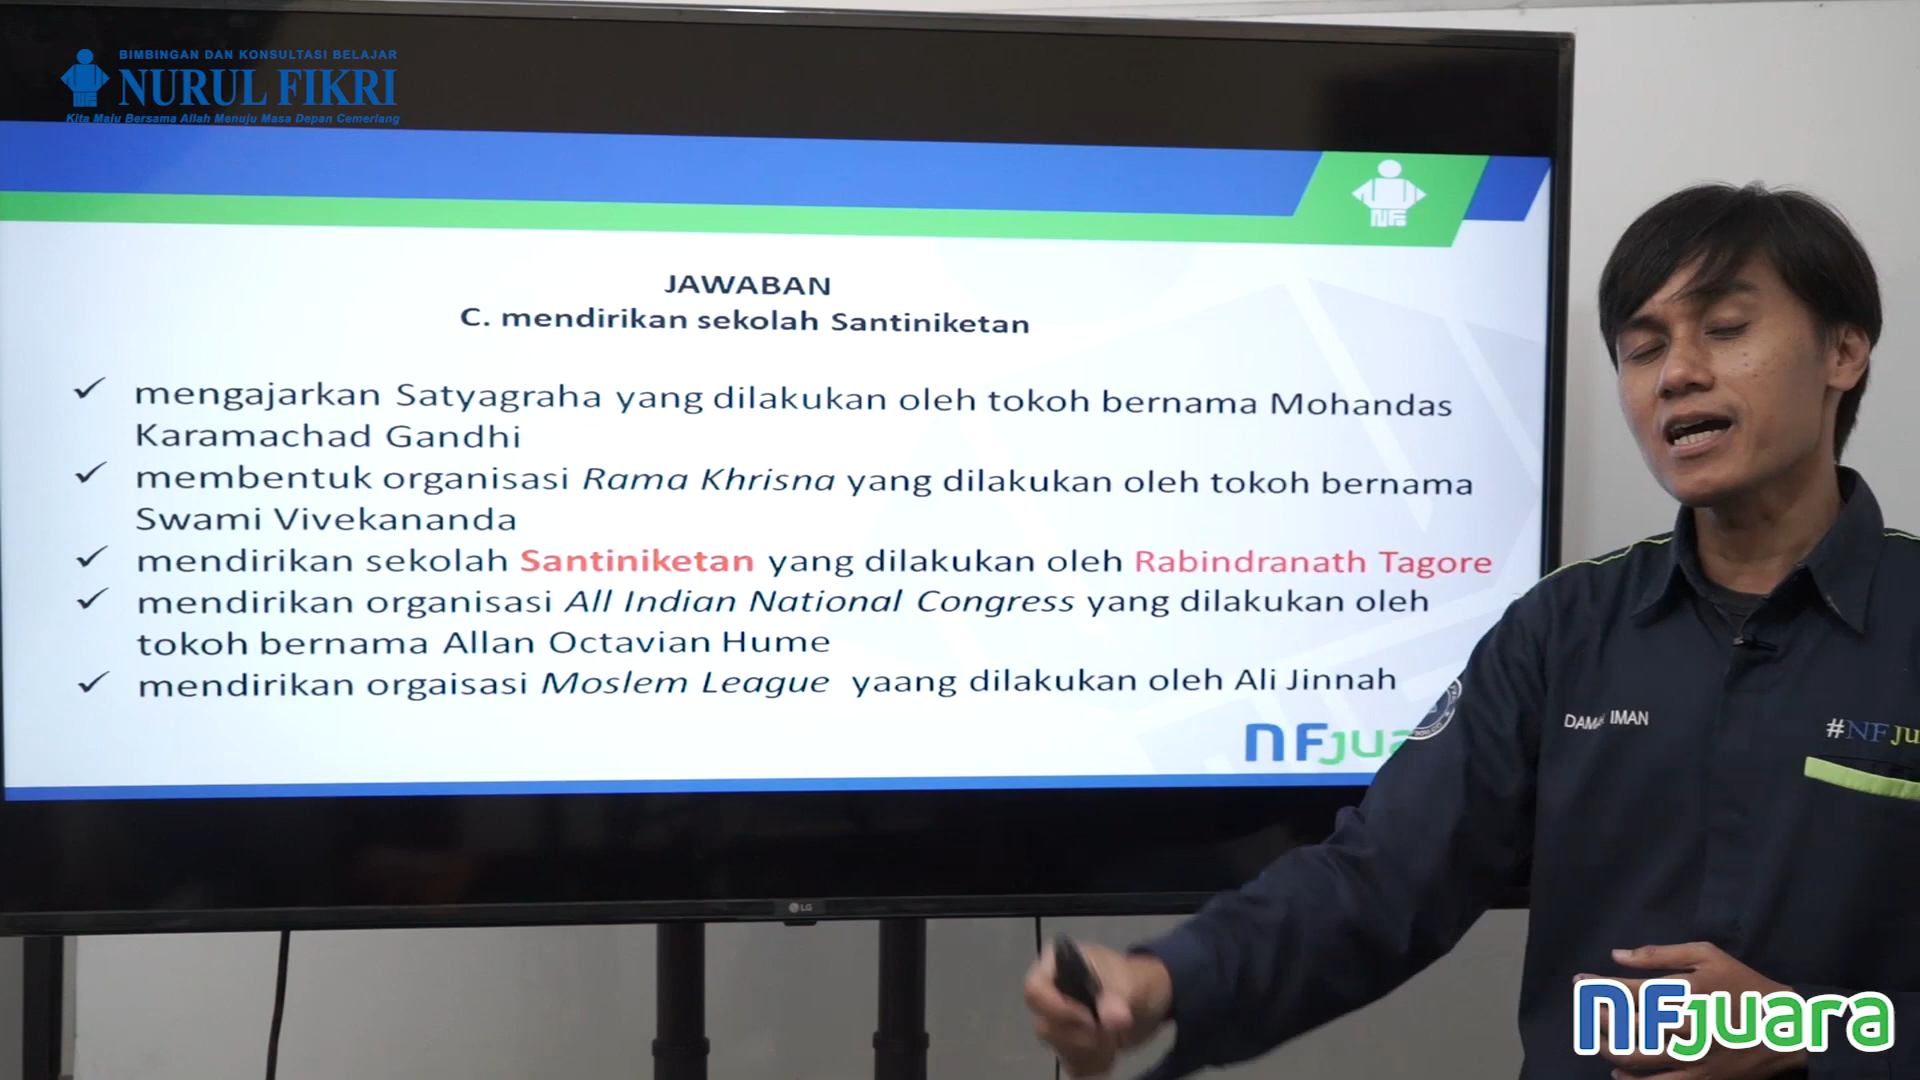 BIMBINGAN DAN KONSULTASI BELAJAR
NURUL FIKRI
Kita Maju Bersama Allah Menuju Masa Depan Cemerlang
NF
JAWABAN
C. mendirikan sekolah Santiniketan
✓ mengajarkan Satyagraha yang dilakukan oleh tokoh bernama Mohandas
Karamachad Gandhi
✓ membentuk organisasi Rama Khrisna yang dilakukan oleh tokoh bernama
Swami Vivekananda
✓ mendirikan sekolah Santiniketan yang dilakukan oleh Rabindranath Tagore
✓ mendirikan organisasi All Indian National Congress yang dilakukan oleh
tokoh bernama Allan Octavian Hume
✓ mendirikan orgaisasi Moslem League yaang dilakukan oleh Ali Jinnah
NFjua
LG
IMAN
#NFju
NFjuara